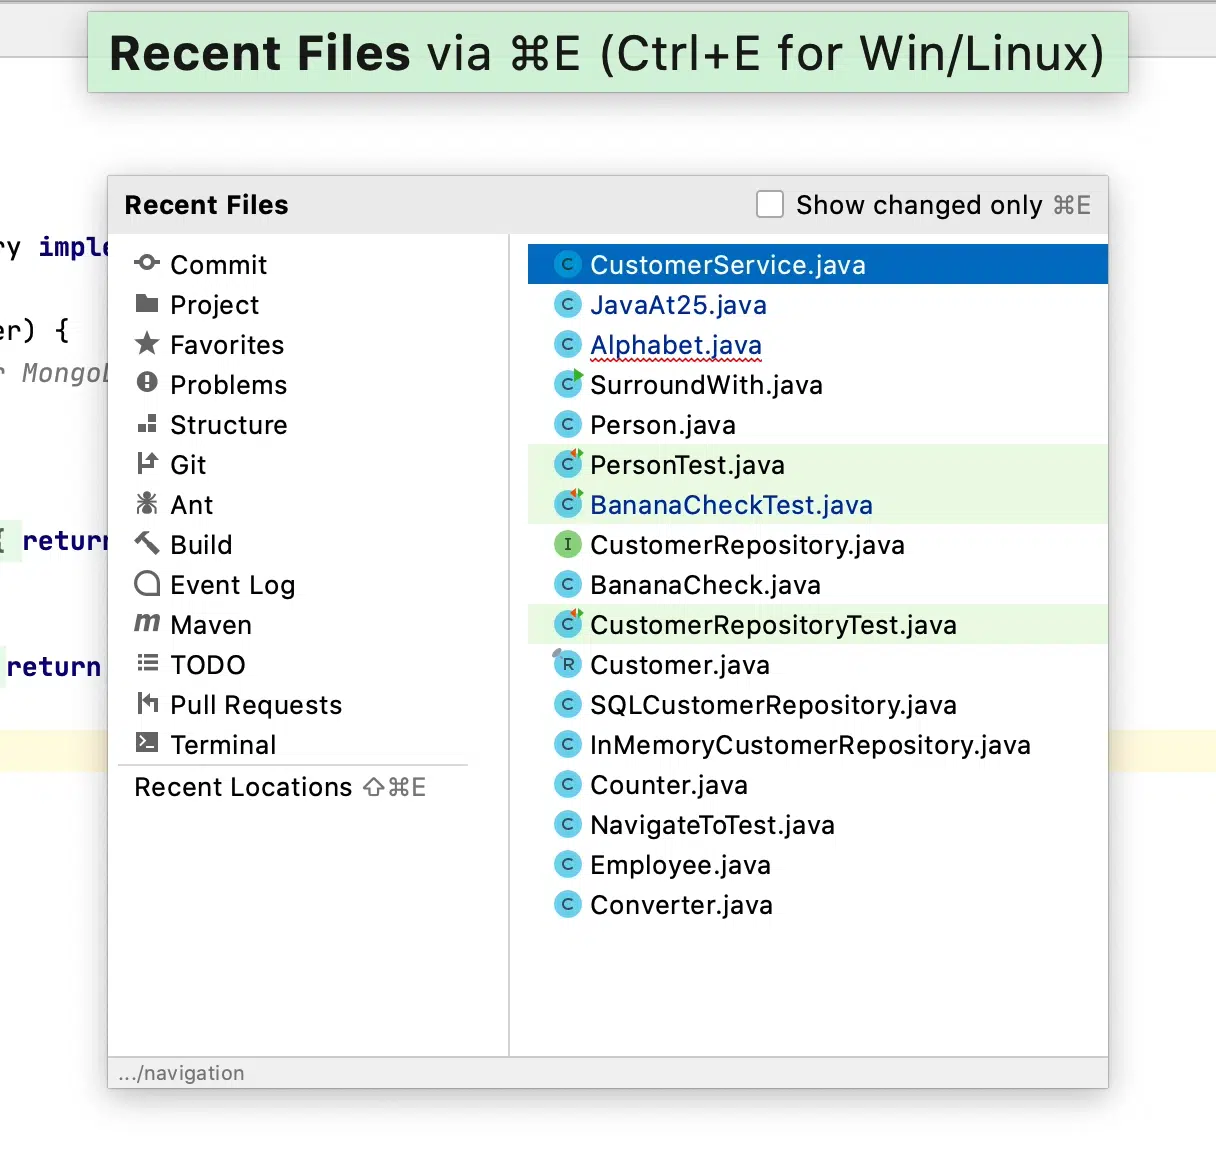 Recent Files via ⌘E (Ctrl+E for Win/Linux)
Recent Files
Show changed only ⌘E
Commit
Project
Favorites
Problems
Structure
Git
Ant
Build
Event Log
Maven
TODO
Pull Requests
Terminal
Recent Locations ⇧⌘E
CustomerService.java
JavaAt25.java
Alphabet.java
SurroundWith.java
Person.java
PersonTest.java
BananaCheckTest.java
CustomerRepository.java
BananaCheck.java
CustomerRepositoryTest.java
Customer.java
SQLCustomerRepository.java
InMemoryCustomerRepository.java
Counter.java
NavigateToTest.java
Employee.java
Converter.java
.../navigation
ry imple
er) {
r Mongo
{ return
return